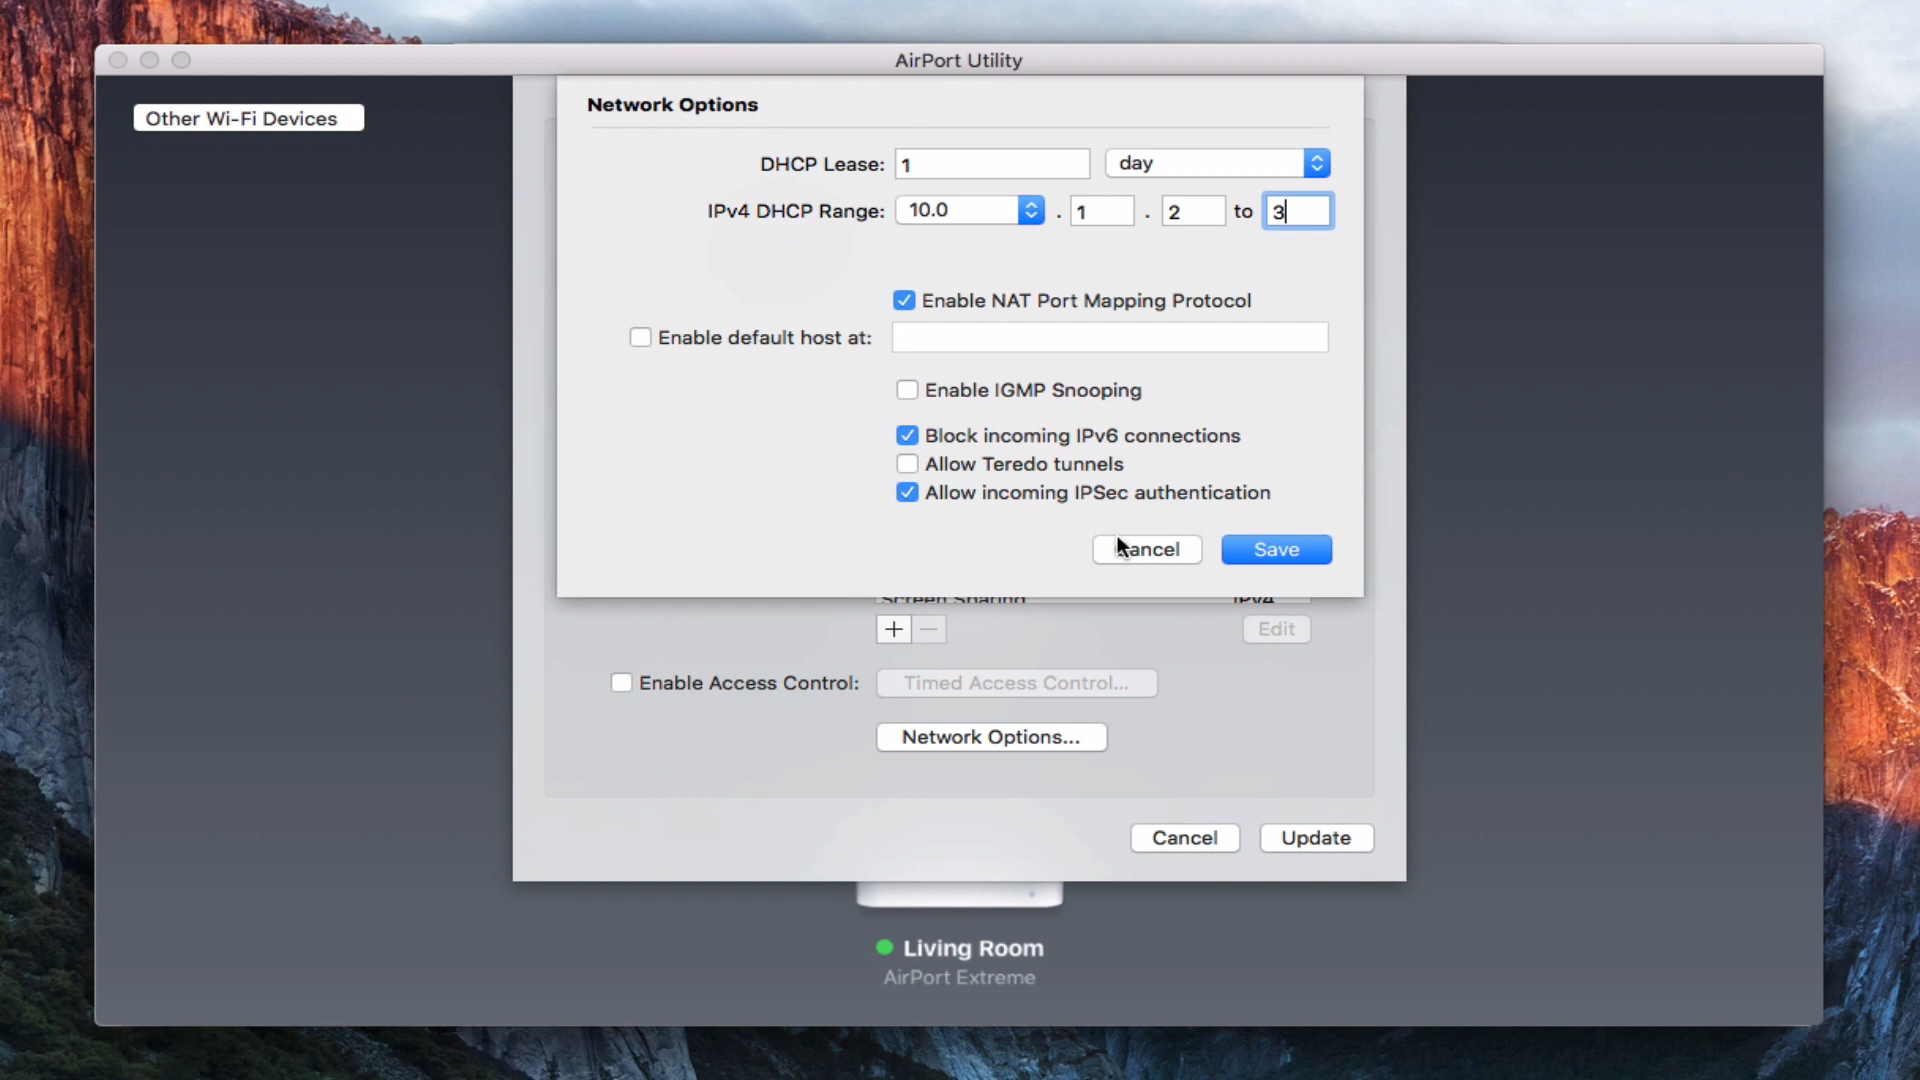 AirPort Utility
Other Wi-Fi Devices
Network Options
DHCP Lease: 1 day
IPv4 DHCP Range: 10.0 . 1 . 2 to 3
Enable NAT Port Mapping Protocol
Enable default host at:
Enable IGMP Snooping
Block incoming IPv6 connections
Allow Teredo tunnels
Allow incoming IPSec authentication
Cancel Save
Screen Sharing IPv4
+ − Edit
Enable Access Control: Timed Access Control...
Network Options...
Cancel Update
Living Room
AirPort Extreme